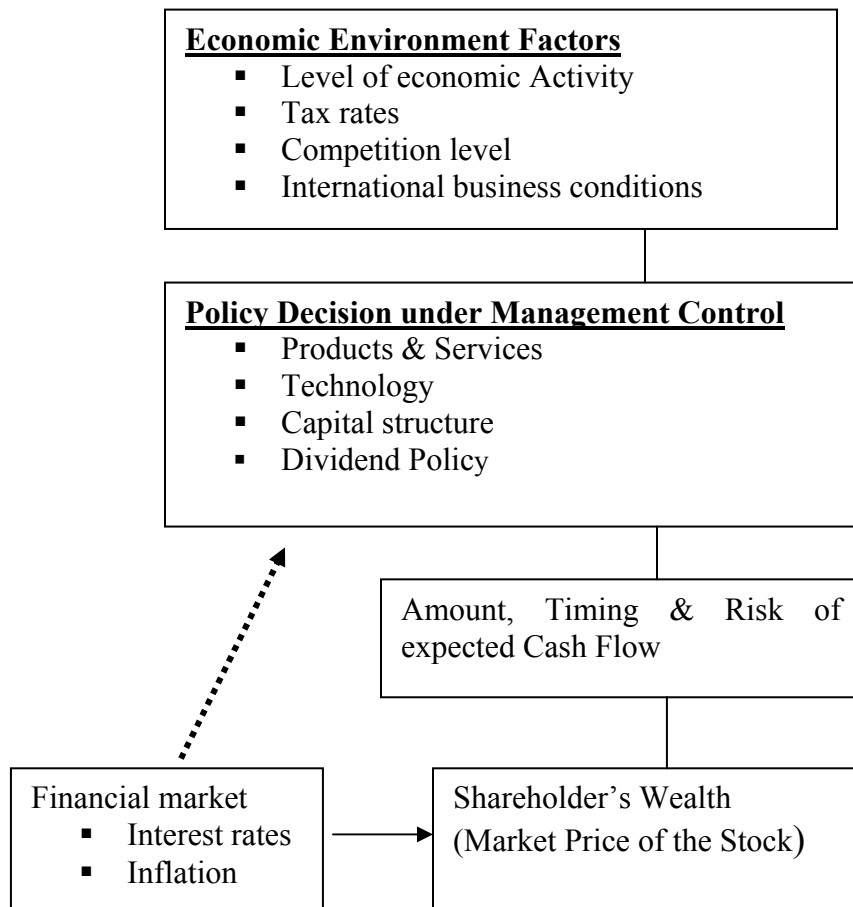 Economic Environment Factors
▪ Level of economic Activity
▪ Tax rates
▪ Competition level
▪ International business conditions
Policy Decision under Management Control
▪ Products & Services
▪ Technology
▪ Capital structure
▪ Dividend Policy
Amount, Timing & Risk of
expected Cash Flow
Financial market
▪ Interest rates
▪ Inflation
Shareholder’s Wealth
(Market Price of the Stock)